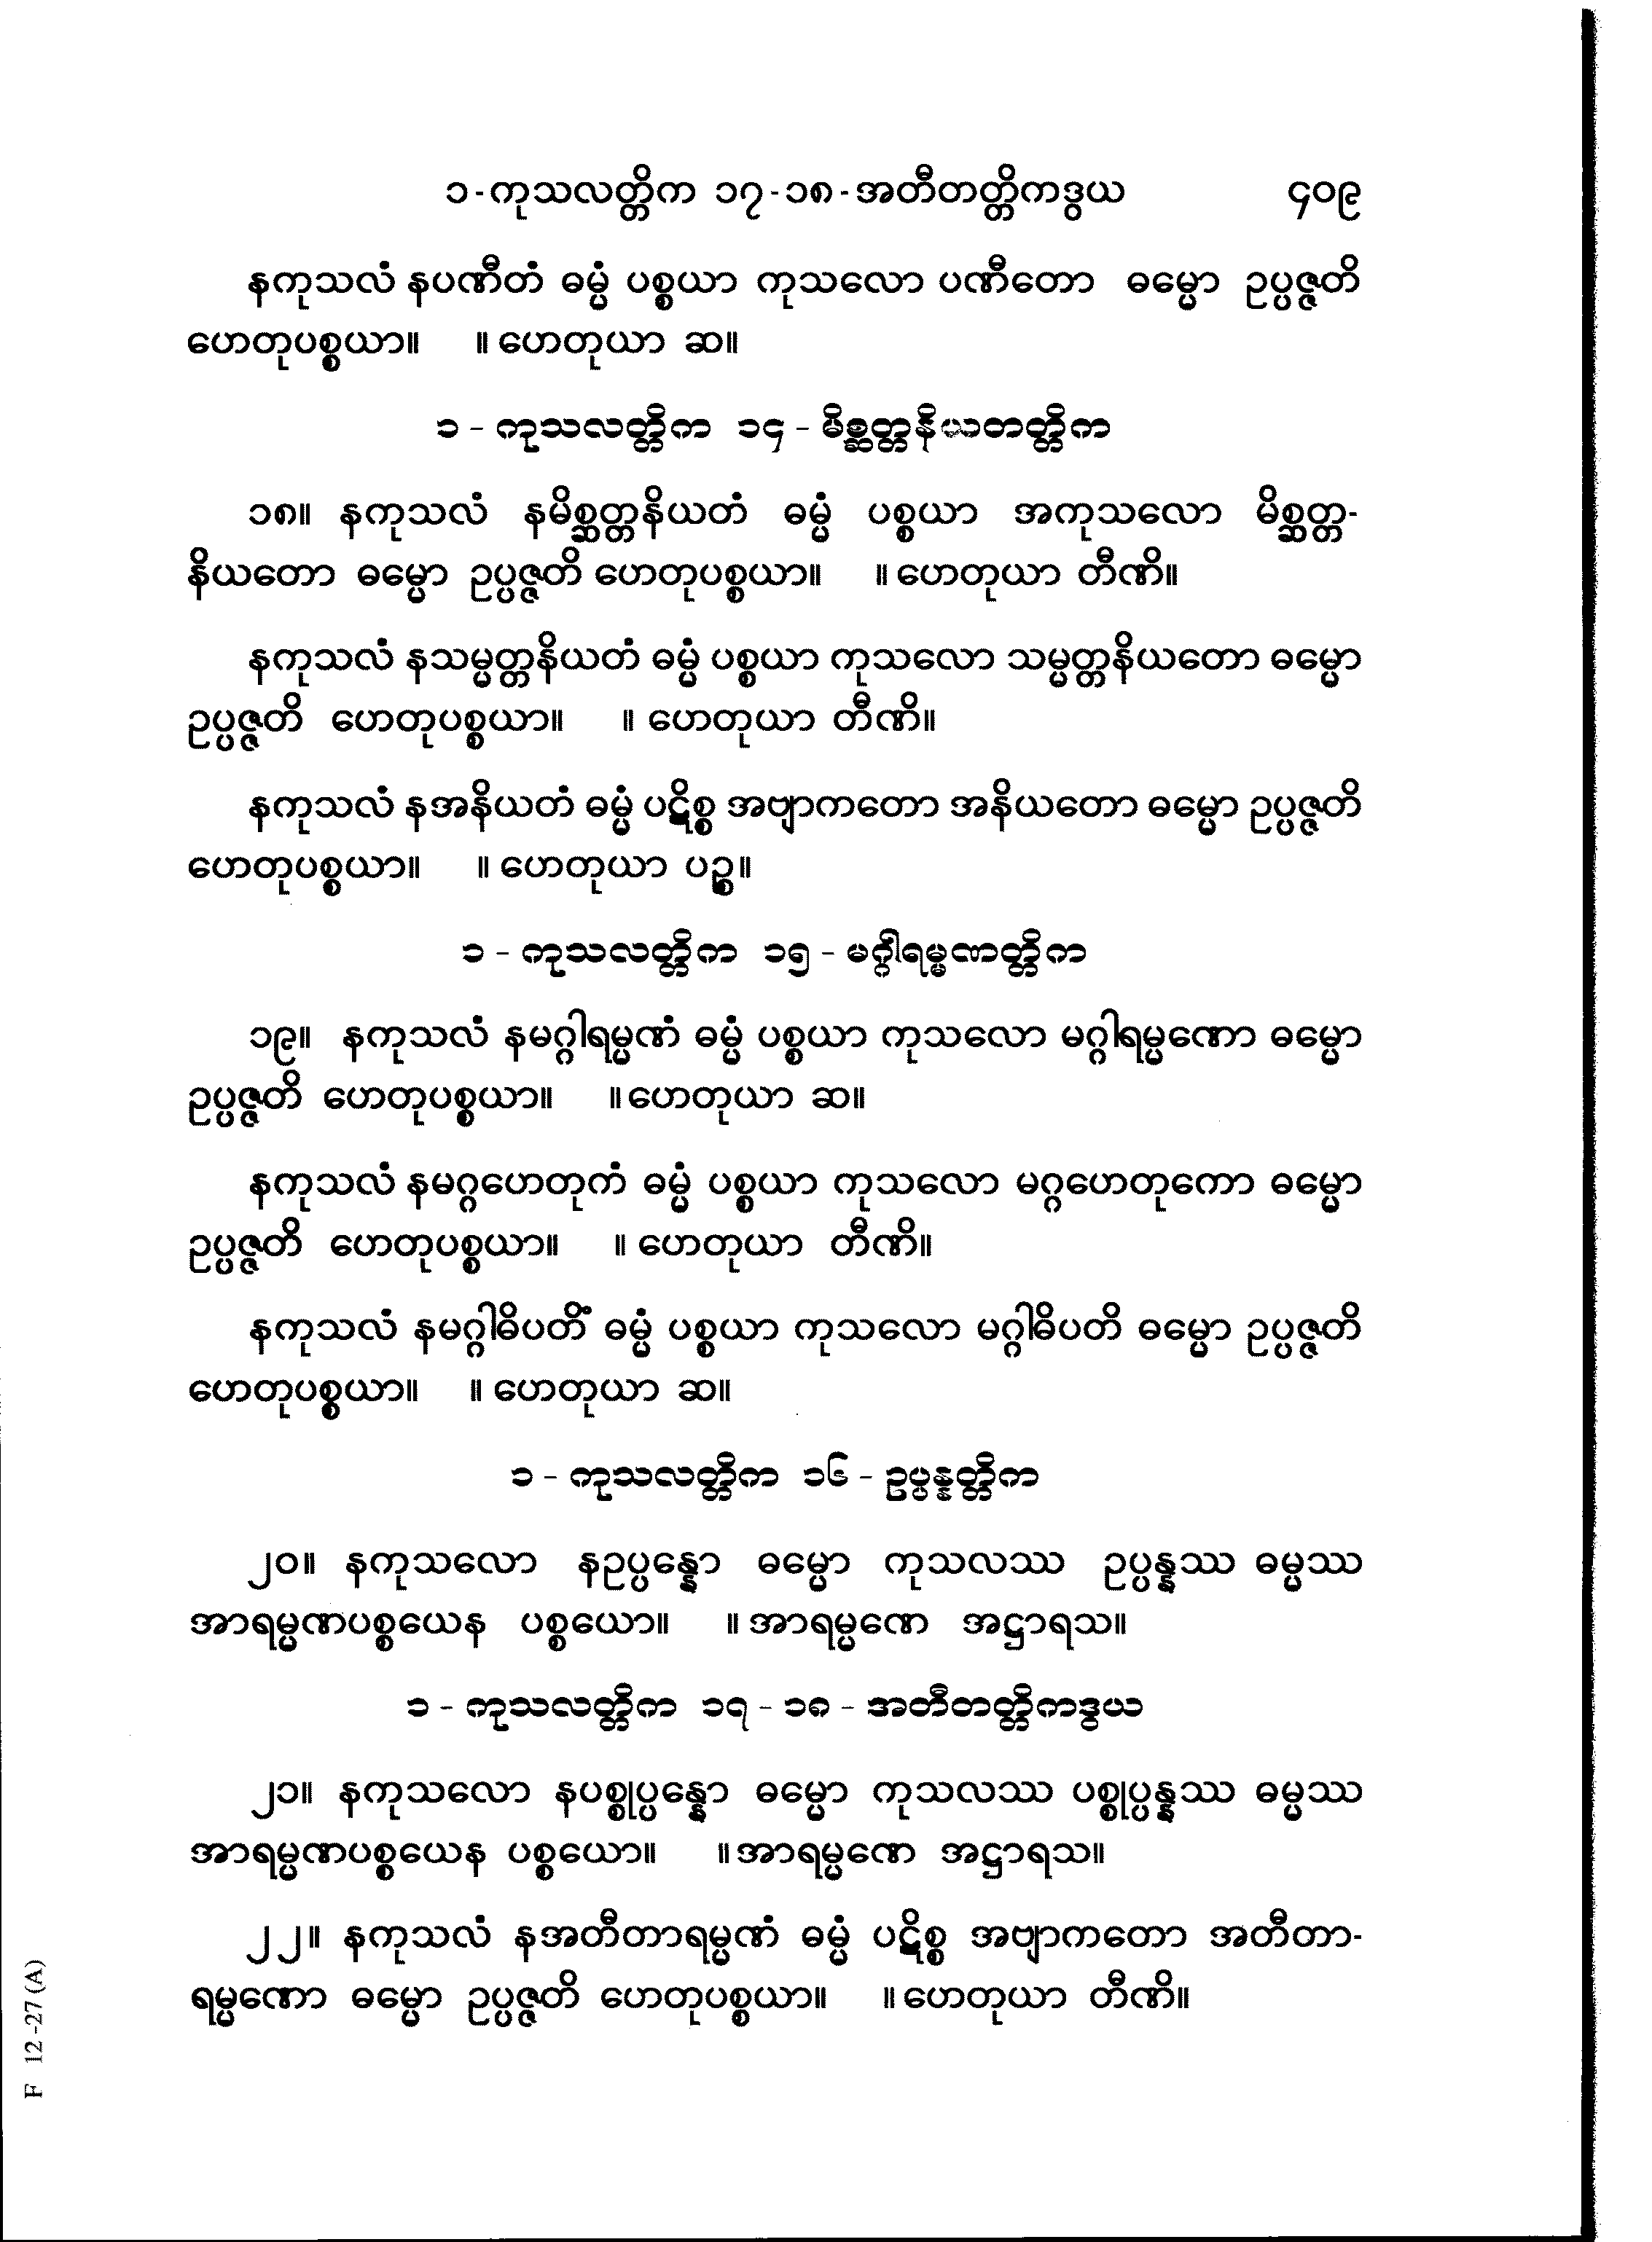 ၁-ကုသလတ္တိက ၁၇-၁၈-အတီတတ္တိကဒွယ ၄၀၉
နကုသလံ နပဏီတံ ဓမ္မံ ပစ္စယာ ကုသလော ပဏီတော ဓမ္မော ဥပ္ပဇ္ဇတိ
ဟေတုပစ္စယာ။ ။ ဟေတုယာ ဆ။
၁ - ကုသလတ္တိက ၁၄ - မိစ္ဆတ္တနိယတတ္တိက
၁၈။ နကုသလံ နမိစ္ဆတ္တနိယတံ ဓမ္မံ ပစ္စယာ အကုသလော မိစ္ဆတ္တ-
နိယတော ဓမ္မော ဥပ္ပဇ္ဇတိ ဟေတုပစ္စယာ။ ။ ဟေတုယာ တီဏိ။
နကုသလံ နသမ္မတ္တနိယတံ ဓမ္မံ ပစ္စယာ ကုသလော သမ္မတ္တနိယတော ဓမ္မော
ဥပ္ပဇ္ဇတိ ဟေတုပစ္စယာ။ ။ ဟေတုယာ တီဏိ။
နကုသလံ နအနိယတံ ဓမ္မံ ပဋိစ္စ အဗျာကတော အနိယတော ဓမ္မော ဥပ္ပဇ္ဇတိ
ဟေတုပစ္စယာ။ ။ ဟေတုယာ ပဉ္စ။
၁ - ကုသလတ္တိက ၁၅ - မဂ္ဂါရမ္မဏတ္တိက
၁၉။ နကုသလံ နမဂ္ဂါရမ္မဏံ ဓမ္မံ ပစ္စယာ ကုသလော မဂ္ဂါရမ္မဏော ဓမ္မော
ဥပ္ပဇ္ဇတိ ဟေတုပစ္စယာ။ ။ဟေတုယာ ဆ။
နကုသလံ နမဂ္ဂဟေတုကံ ဓမ္မံ ပစ္စယာ ကုသလော မဂ္ဂဟေတုကော ဓမ္မော
ဥပ္ပဇ္ဇတိ ဟေတုပစ္စယာ။ ။ ဟေတုယာ တီဏိ။
နကုသလံ နမဂ္ဂါဓိပတိံ ဓမ္မံ ပစ္စယာ ကုသလော မဂ္ဂါဓိပတိ ဓမ္မော ဥပ္ပဇ္ဇတိ
ဟေတုပစ္စယာ။ ။ ဟေတုယာ ဆ။
၁ - ကုသလတ္တိက ၁၆ - ဥပ္ပန္နတ္တိက
၂၀။ နကုသလော နဥပ္ပန္နော ဓမ္မော ကုသလဿ ဥပ္ပန္နဿ ဓမ္မဿ
အာရမ္မဏပစ္စယေန ပစ္စယော။ ။ အာရမ္မဏေ အဋ္ဌာရသ။
၁ - ကုသလတ္တိက ၁၇ - ၁၈ - အတီတတ္တိကဒွယ
၂၁။ နကုသလော နပစ္စုပ္ပန္နော ဓမ္မော ကုသလဿ ပစ္စုပ္ပန္နဿ ဓမ္မဿ
အာရမ္မဏပစ္စယေန ပစ္စယော။ ။အာရမ္မဏေ အဋ္ဌာရသ။
၂၂။ နကုသလံ နအတီတာရမ္မဏံ ဓမ္မံ ပဋိစ္စ အဗျာကတော အတီတာ-
ရမ္မဏော ဓမ္မော ဥပ္ပဇ္ဇတိ ဟေတုပစ္စယာ။ ။ ဟေတုယာ တီဏိ။
F 12-27 (A)